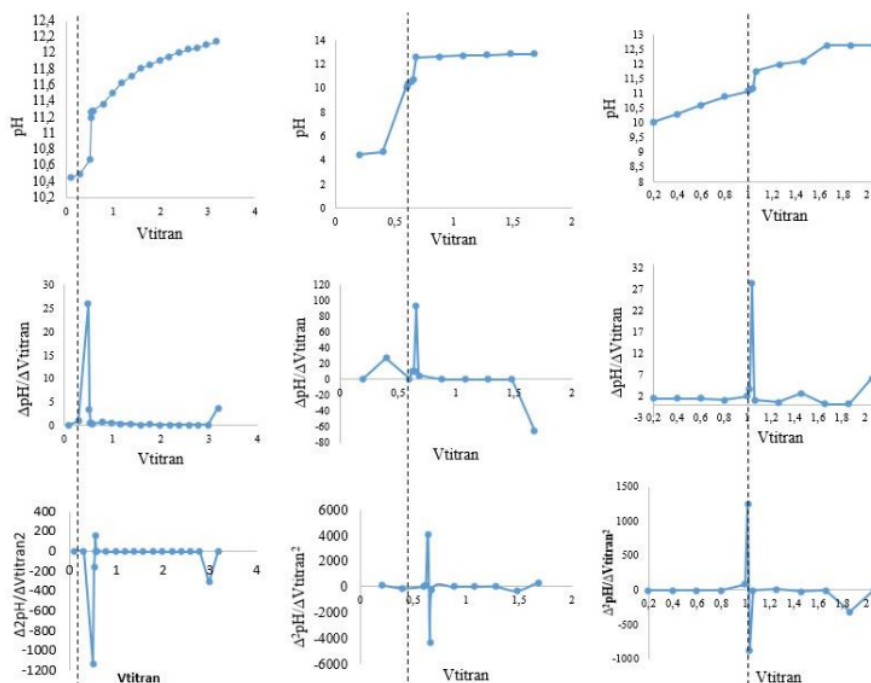 12,4
12,2
12
11,8
11,6
11,4
11,2
11
10,8
10,6
10,4
10,2
pH
0 1 2 3 4
Vtitran
14
12
10
8
6
4
2
0
pH
0 0,5 1 1,5 2
Vtitran
13
12,5
12
11,5
11
10,5
10
9,5
9
8,5
8
pH
0,2 0,4 0,6 0,8 1 1,2 1,4 1,6 1,8 2
Vtitran
30
25
20
15
10
5
0
ΔpH/ΔVtitran
0 1 2 3 4
Vtitran
120
100
80
60
40
20
0
-20
-40
-60
-80
ΔpH/ΔVtitran
0 0,5 1 1,5 2
Vtitran
32
27
22
17
12
7
2
-3
ΔpH/ΔVtitran
0,2 0,4 0,6 0,8 1 1,2 1,4 1,6 1,8 2
Vtitran
400
200
0
-200
-400
-600
-800
-1000
-1200
Δ2pH/ΔVtitran2
0 1 2 3 4
Vtitran
6000
4000
2000
0
-2000
-4000
-6000
Δ²pH/ΔVtitran²
0 0,5 1 1,5 2
Vtitran
1500
1000
500
0
-500
-1000
Δ²pH/ΔVtitran²
0,2 0,4 0,6 0,8 1 1,2 1,4 1,6 1,8 2
Vtitran